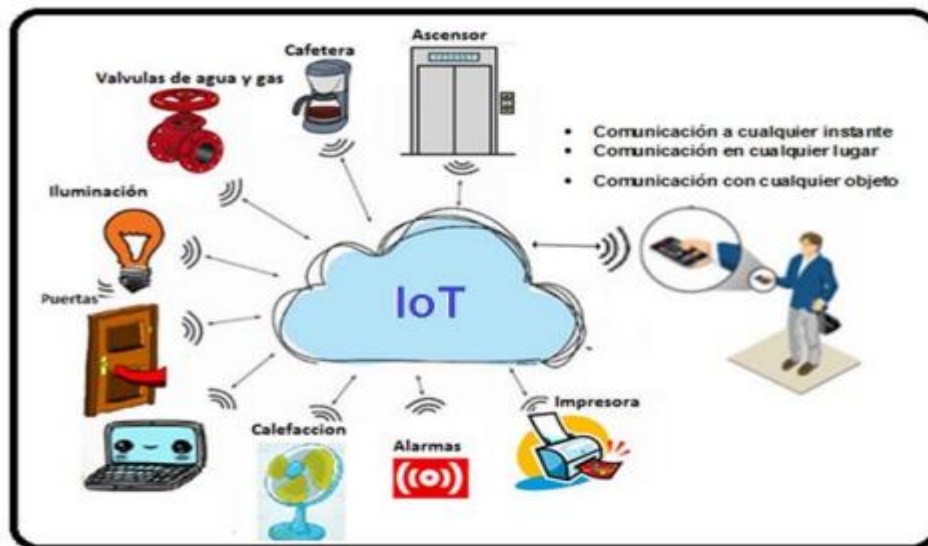 Ascensor
Cafetera
Valvulas de agua y gas
• Comunicación a cualquier instante
• Comunicación en cualquier lugar
• Comunicación con cualquier objeto
Iluminación
IoT
Puertas
Impresora
Calefaccion
Alarmas